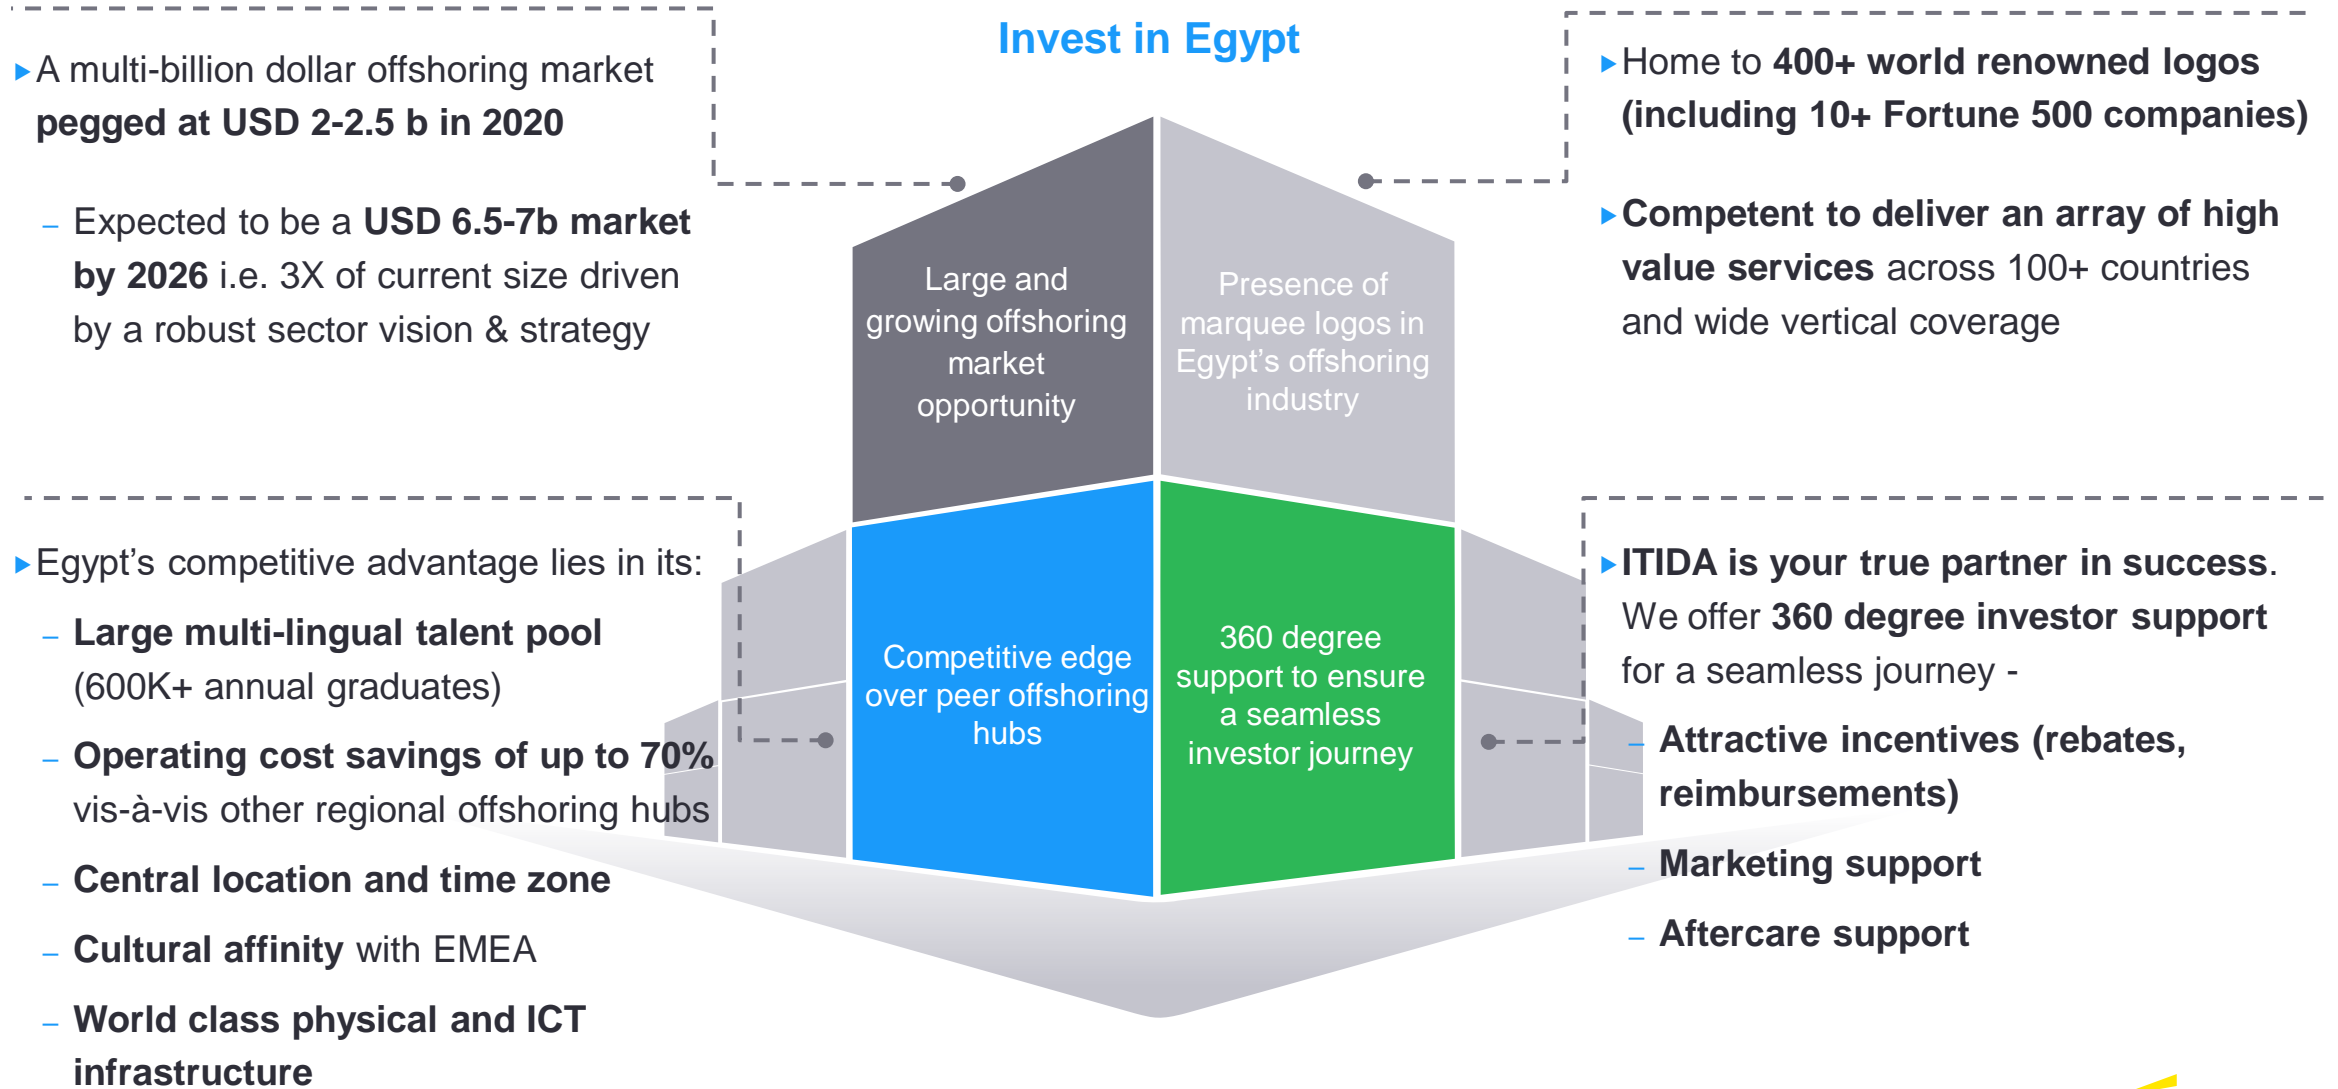 Invest in Egypt
▶A multi-billion dollar offshoring market
pegged at USD 2-2.5 b in 2020
– Expected to be a USD 6.5-7b market
by 2026 i.e. 3X of current size driven
by a robust sector vision & strategy
▶Home to 400+ world renowned logos
(including 10+ Fortune 500 companies)
▶Competent to deliver an array of high
value services across 100+ countries
and wide vertical coverage
Large and
growing offshoring
market
opportunity
Presence of
marquee logos in
Egypt’s offshoring
industry
▶Egypt’s competitive advantage lies in its:
– Large multi-lingual talent pool
(600K+ annual graduates)
– Operating cost savings of up to 70%
vis-à-vis other regional offshoring hubs
– Central location and time zone
– Cultural affinity with EMEA
– World class physical and ICT
infrastructure
Competitive edge
over peer offshoring
hubs
360 degree
support to ensure
a seamless
investor journey
▶ITIDA is your true partner in success.
We offer 360 degree investor support
for a seamless journey -
– Attractive incentives (rebates,
reimbursements)
– Marketing support
– Aftercare support